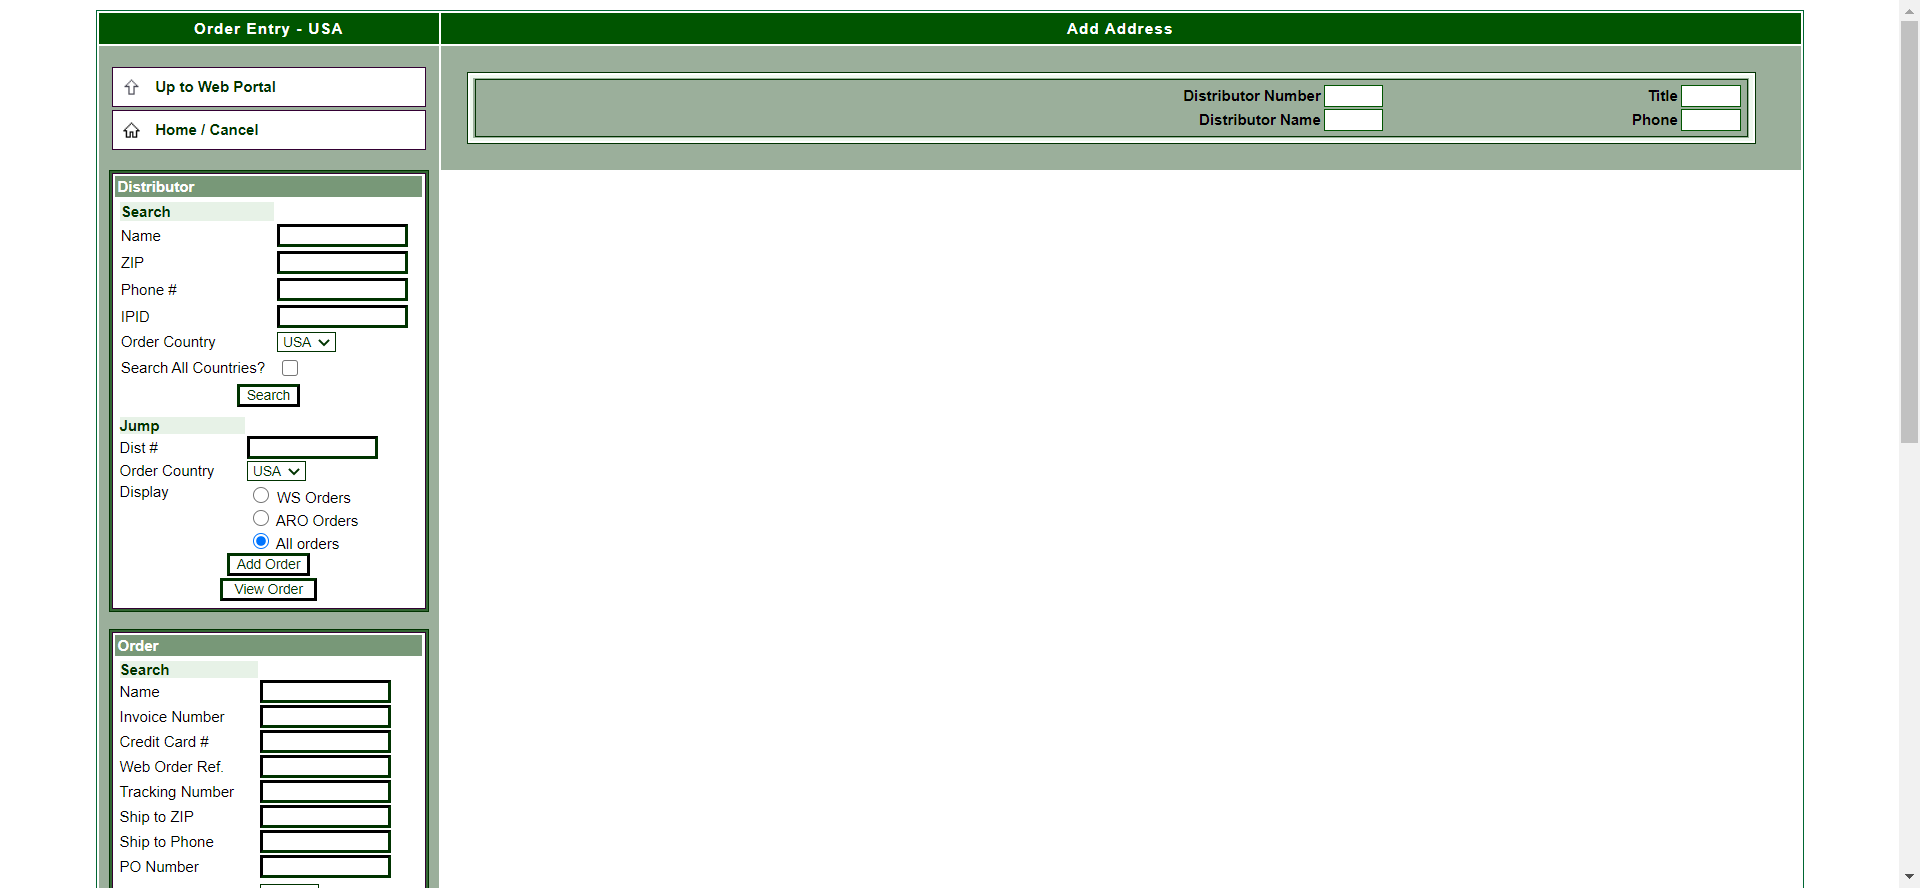 Order Entry - USA
Add Address
Up to Web Portal
Home / Cancel
Distributor Number
Title
Distributor Name
Phone
Distributor
Search
Name
ZIP
Phone #
IPID
Order Country
USA
Search All Countries?
Search
Jump
Dist #
Order Country
USA
Display
WS Orders
ARO Orders
All orders
Add Order
View Order
Order
Search
Name
Invoice Number
Credit Card #
Web Order Ref.
Tracking Number
Ship to ZIP
Ship to Phone
PO Number